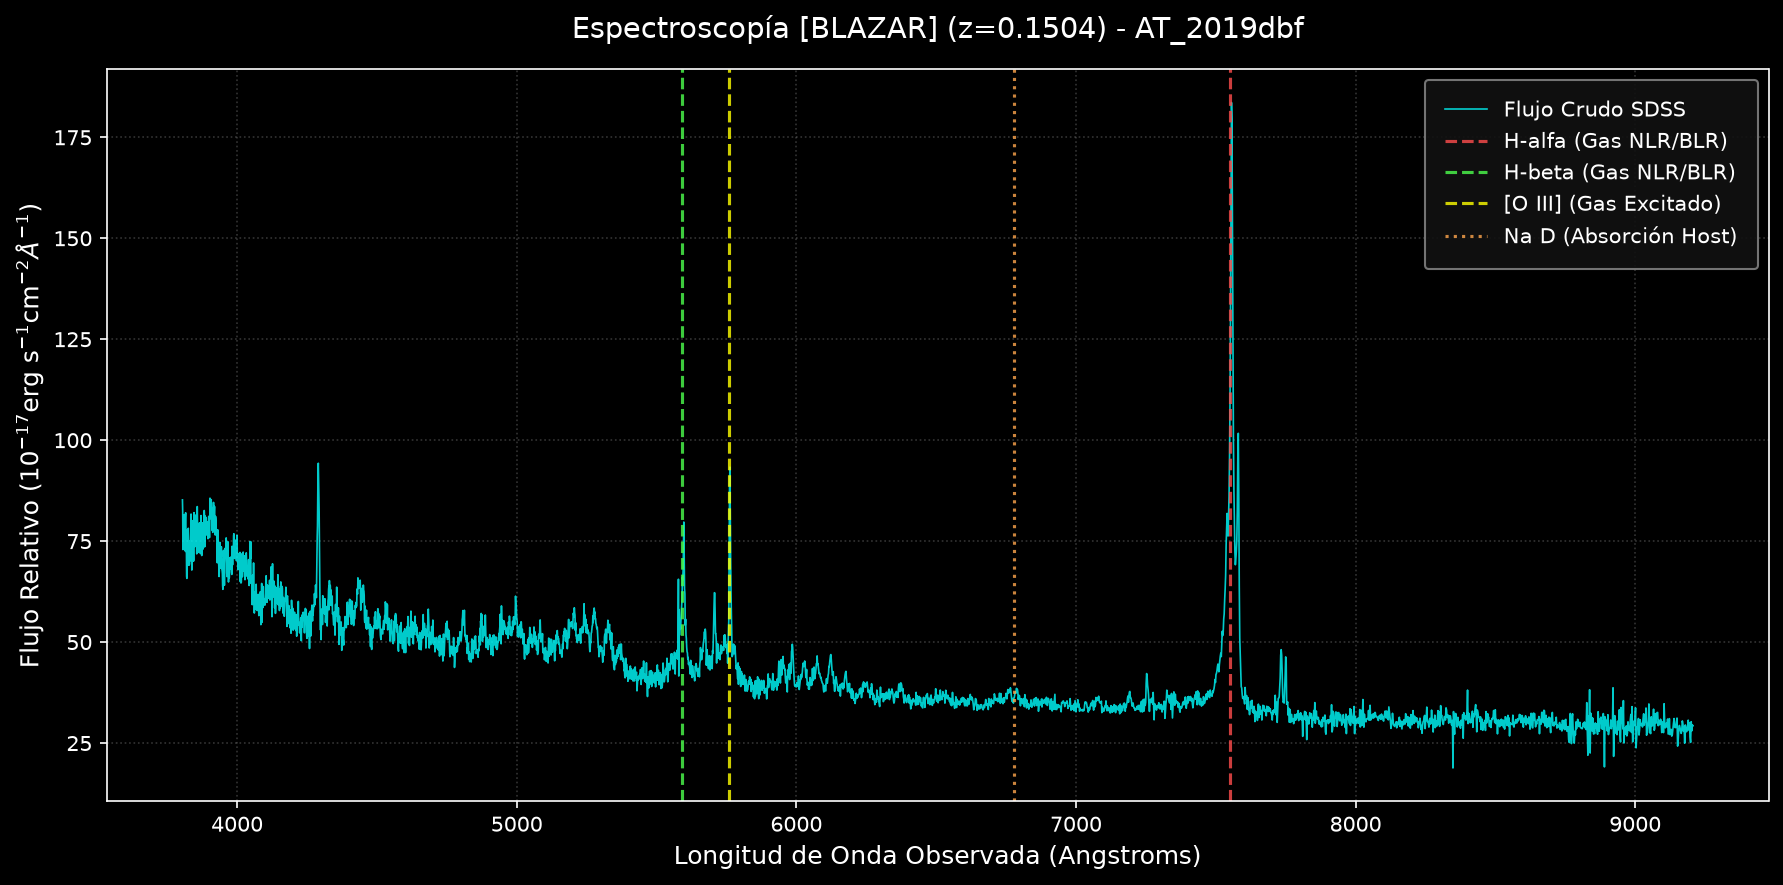 Espectroscopía [BLAZAR] (z=0.1504) - AT_2019dbf
Flujo Crudo SDSS
H-alfa (Gas NLR/BLR)
H-beta (Gas NLR/BLR)
[O III] (Gas Excitado)
Na D (Absorción Host)
Flujo Relativo (10⁻¹⁷erg s⁻¹cm⁻²Å⁻¹)
175
150
125
100
75
50
25
4000 5000 6000 7000 8000 9000
Longitud de Onda Observada (Angstroms)